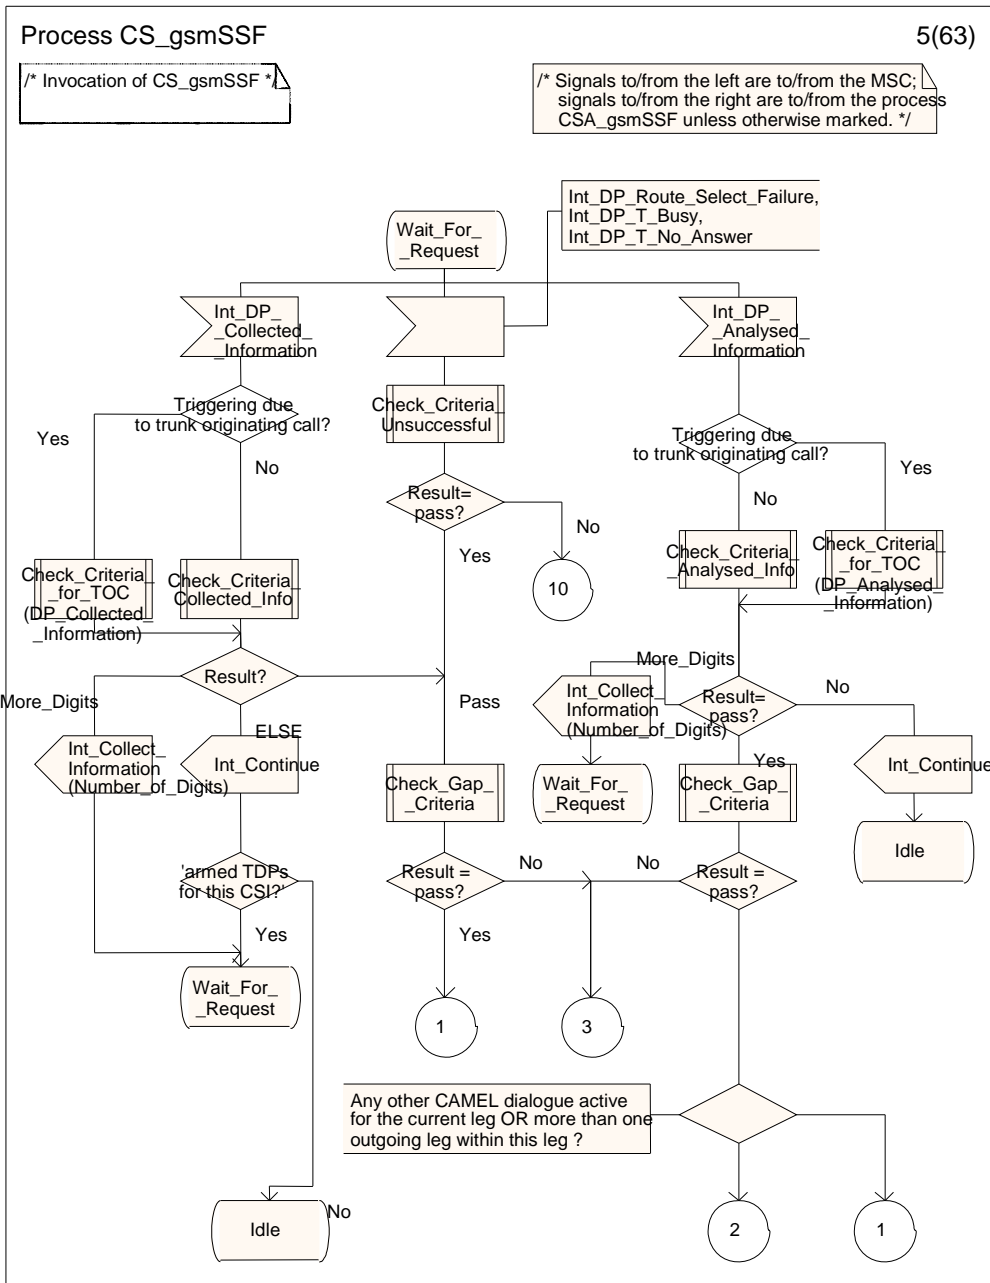 Process CS_gsmSSF
5(63)
/* Invocation of CS_gsmSSF */
/* Signals to/from the left are to/from the MSC;
signals to/from the right are to/from the process
CSA_gsmSSF unless otherwise marked. */
Int_DP_Route_Select_Failure,
Int_DP_T_Busy,
Int_DP_T_No_Answer
Wait_For_
_Request
Int_DP_
_Collected_
_Information
Int_DP_
_Analysed_
Information
Triggering due
to trunk originating call?
Yes
No
Check_Criteria_
Unsuccessful
Triggering due
to trunk originating call?
Yes
No
Result=
pass?
No
Yes
10
Check_Criteria_
_for_TOC
(DP_Collected_
_Information)
Check_Criteria_
Collected_Info
Check_Criteria_
_Analysed_Info
Check_Criteria_
_for_TOC
(DP_Analysed_
_Information)
Result?
More_Digits
ELSE
Pass
More_Digits
Result=
pass?
No
Yes
Int_Collect_
Information
(Number_of_Digits)
Int_Continue
Int_Collect_
Information
(Number_of_Digits)
Int_Continue
Check_Gap_
_Criteria
Wait_For_
_Request
Check_Gap_
_Criteria
Idle
'armed TDPs
for this CSI?'
Yes
Result =
pass?
No
Yes
No
Result =
pass?
Wait_For_
_Request
1
3
Any other CAMEL dialogue active
for the current leg OR more than one
outgoing leg within this leg ?
No
Idle
2
1